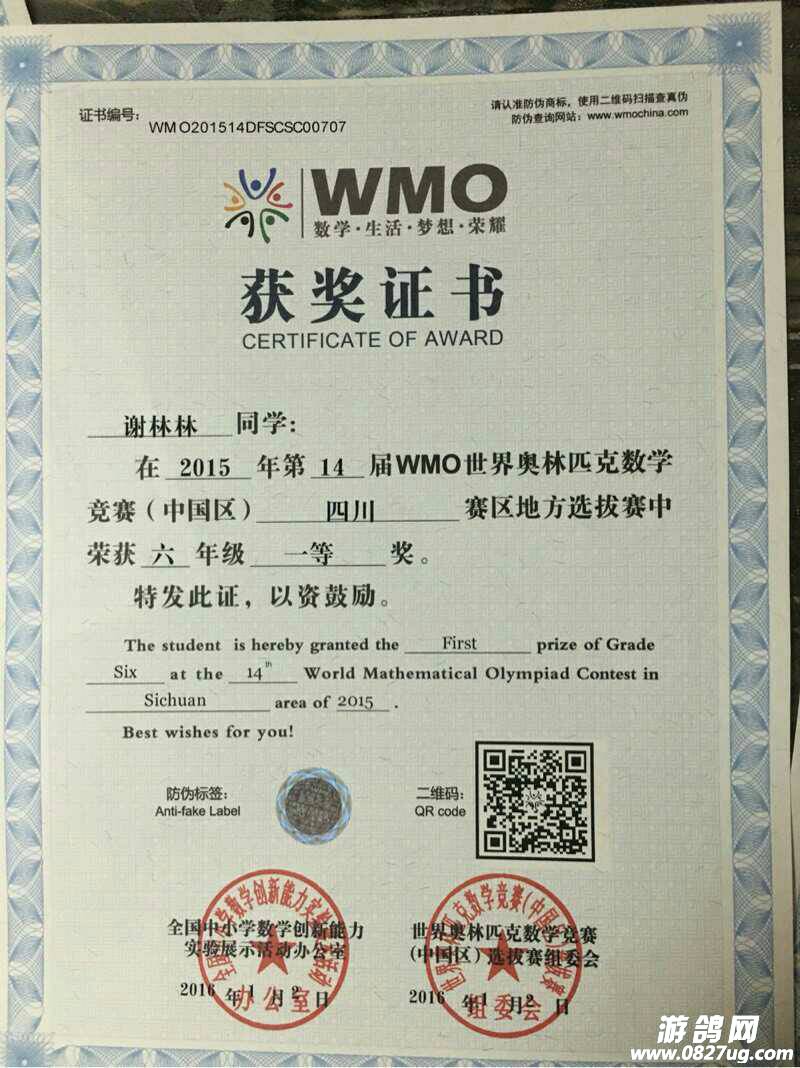 证书编号: WMO201514DFSCSC00707
请认准防伪商标，使用二维码扫描查真伪
防伪查询网站：www.wmochina.com
WMO
数学·生活·梦想·荣耀
获奖证书
CERTIFICATE OF AWARD
谢林林 同学:
在 2015 年第 14 届WMO世界奥林匹克数学
竞赛（中国区） 四川 赛区地方选拔赛中
荣获 六 年级 一等 奖。
特发此证，以资鼓励。
The student is hereby granted the First prize of Grade
Six at the 14th World Mathematical Olympiad Contest in
Sichuan area of 2015 .
Best wishes for you!
防伪标签:
Anti-fake Label
二维码:
QR code
全国中小学数学创新能力
实验展示活动办公室
2016 年 1 月 2 日
办公室
世界奥林匹克数学竞赛
(中国区) 选拔赛组委会
2016 年 1 月 2 日
组委会
游鸽网
www.0827ug.com